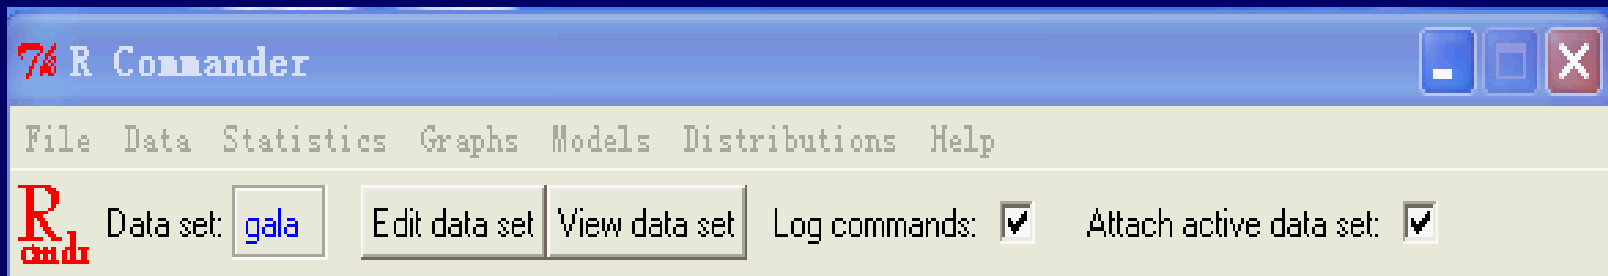 R Commander
File Data Statistics Graphs Models Distributions Help
R cmdr Data set: gala Edit data set View data set Log commands: Attach active data set: